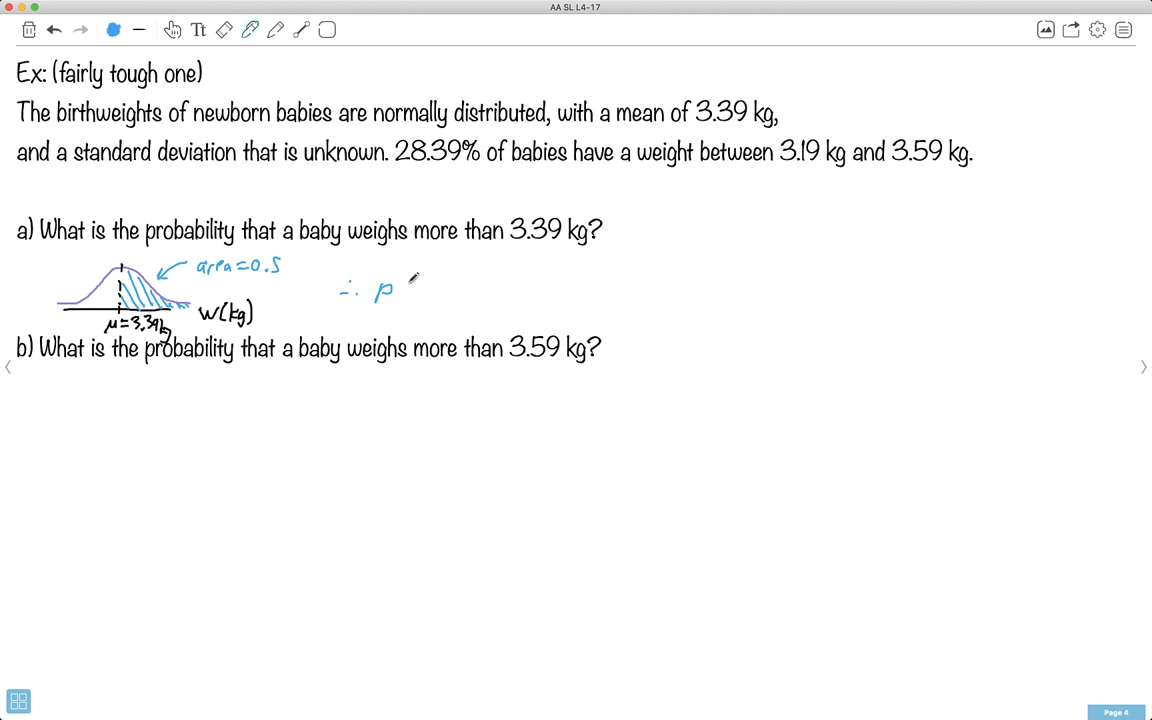 AA SL L4-17
Tt
Ex: (fairly tough one)
The birthweights of newborn babies are normally distributed, with a mean of 3.39 kg,
and a standard deviation that is unknown. 28.39% of babies have a weight between 3.19 kg and 3.59 kg.
a) What is the probability that a baby weighs more than 3.39 kg?
area=0.5
∴ p
W(kg)
μ=3.39kg
b) What is the probability that a baby weighs more than 3.59 kg?
Page 4